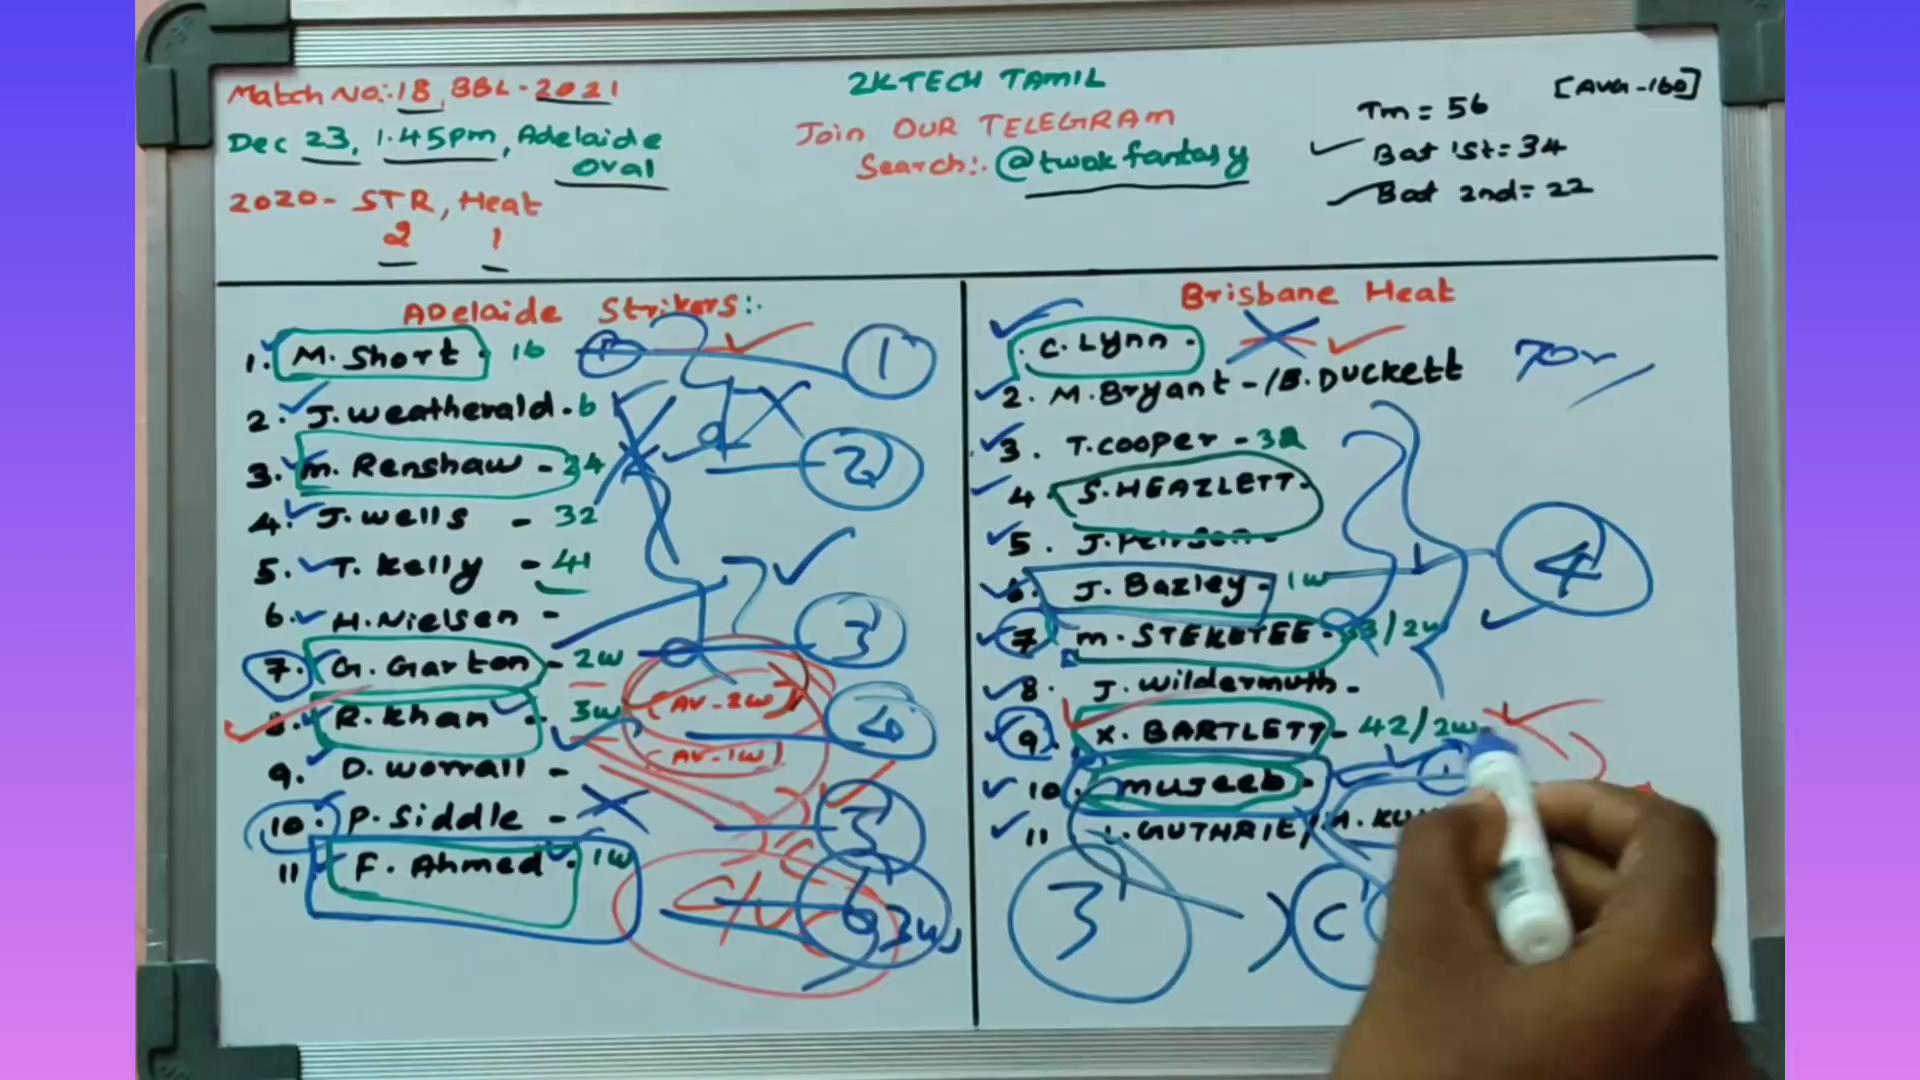 Match No:.18, BBL-2021
Dec 23, 1.45pm, Adelaide
Oval
2020- STR, Heat
2 1
2KTECH TAMIL
Join OUR TELEGRAM
Search:. @twokfantasy
[AVG-160]
Tm = 56
Bat 1st = 34
Bat 2nd = 22
Adelaide Strikers:.
1. M. Short - 16
2. J. Weatherald - 6
3. M. Renshaw - 24
4. J. Wells - 32
5. T. Kelly - 41
6. H. Nielsen -
7. G. Garton - 2w
8. R. Khan - 3w
9. D. Worrall -
10. P. Siddle -
11 F. Ahmed - 1w
(AV-2w)
(AV-1w)
1
2
3
4
5
6
3w
Brisbane Heat
C. Lynn -
2. M. Bryant - / B. Duckett
3. T. Cooper -
4. S. HEAZLETT -
5. J. Peirson -
6. J. Bazley - 1w
7. M. STEKETEE -
8. J. Wildermuth -
9. X. BARTLETT - 42/2w
10. Mujeeb -
11 L. GUTHRIE /
4
3
C